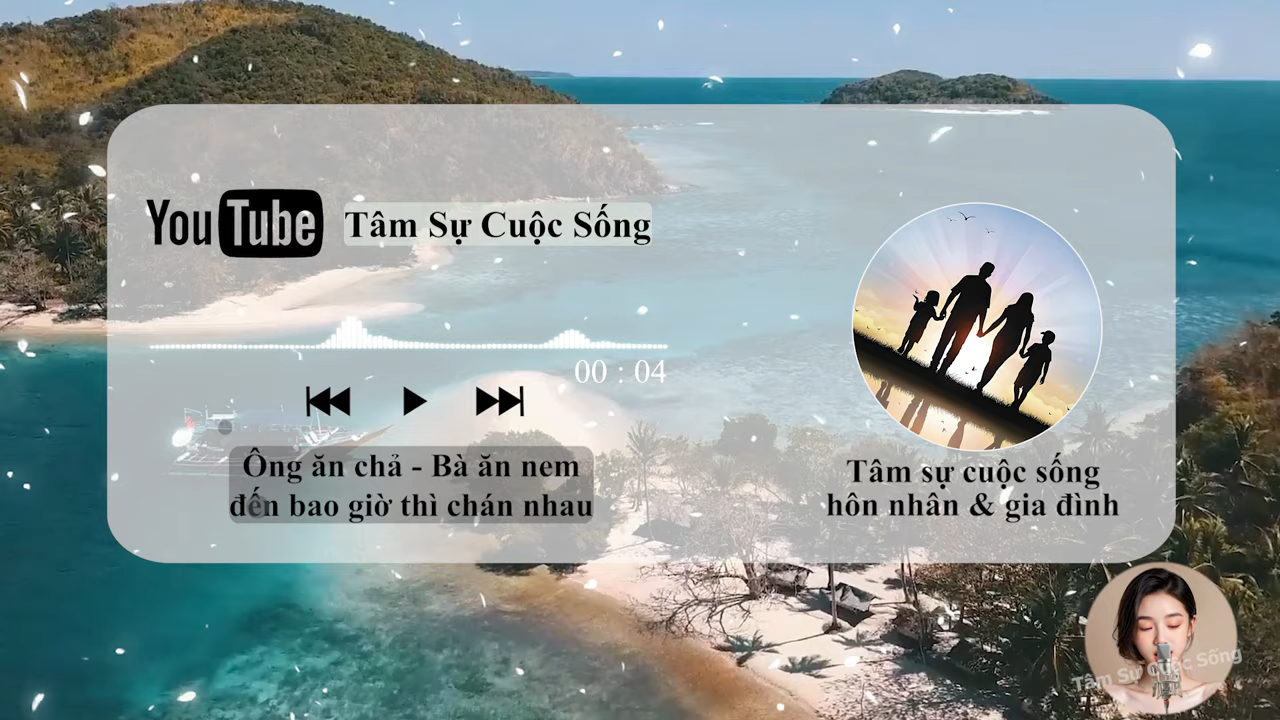 YouTube
Tâm Sự Cuộc Sống
00 : 04
Ông ăn chả - Bà ăn nem
đến bao giờ thì chán nhau
Tâm sự cuộc sống
hôn nhân & gia đình
Tâm Sự Cuộc Sống